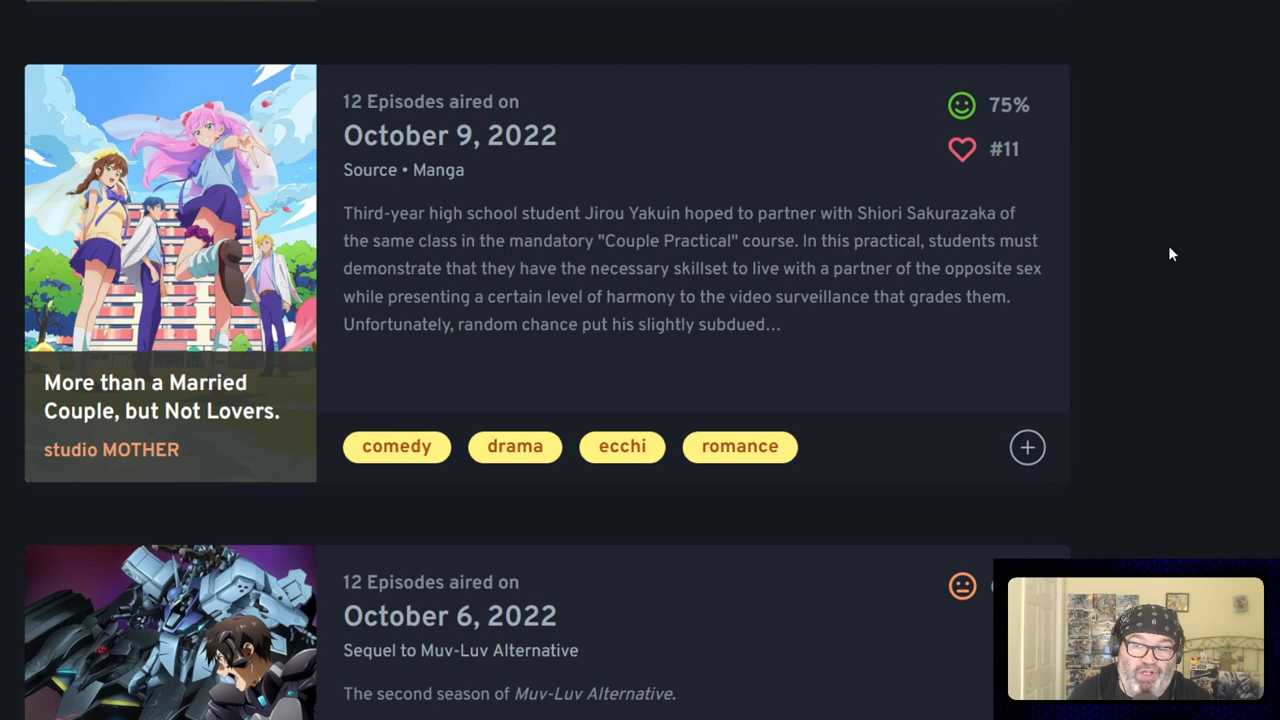 12 Episodes aired on
October 9, 2022
Source • Manga
75%
#11
Third-year high school student Jirou Yakuin hoped to partner with Shiori Sakurazaka of
the same class in the mandatory "Couple Practical" course. In this practical, students must
demonstrate that they have the necessary skillset to live with a partner of the opposite sex
while presenting a certain level of harmony to the video surveillance that grades them.
Unfortunately, random chance put his slightly subdued…
More than a Married
Couple, but Not Lovers.
studio MOTHER
comedy
drama
ecchi
romance
12 Episodes aired on
October 6, 2022
Sequel to Muv-Luv Alternative
The second season of Muv-Luv Alternative.